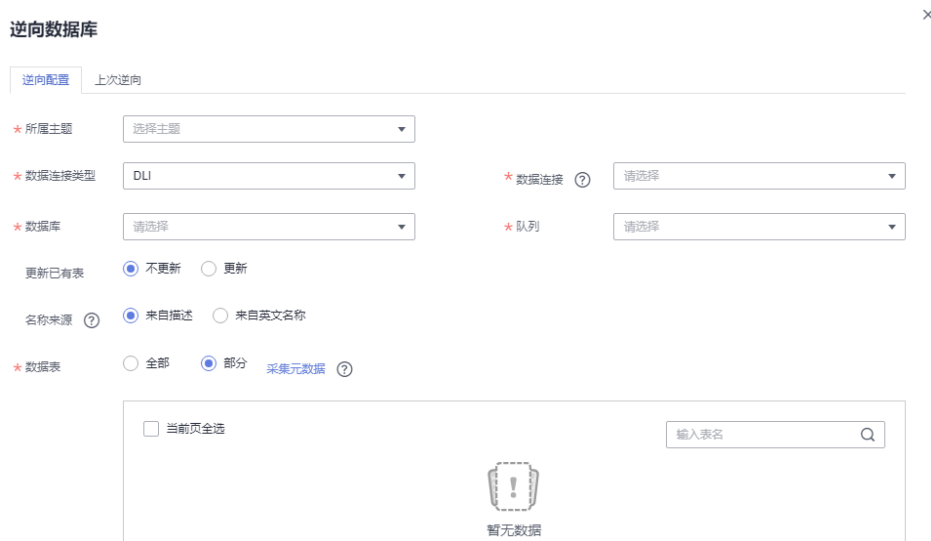 逆向数据库
逆向配置 上次逆向
* 所属主题 选择主题
* 数据连接类型 DLI * 数据连接 ? 请选择
* 数据库 请选择 * 队列 请选择
更新已有表 不更新 更新
名称来源 ? 来自描述 来自英文名称
* 数据表 全部 部分 采集元数据 ?
当前页全选 输入表名
暂无数据